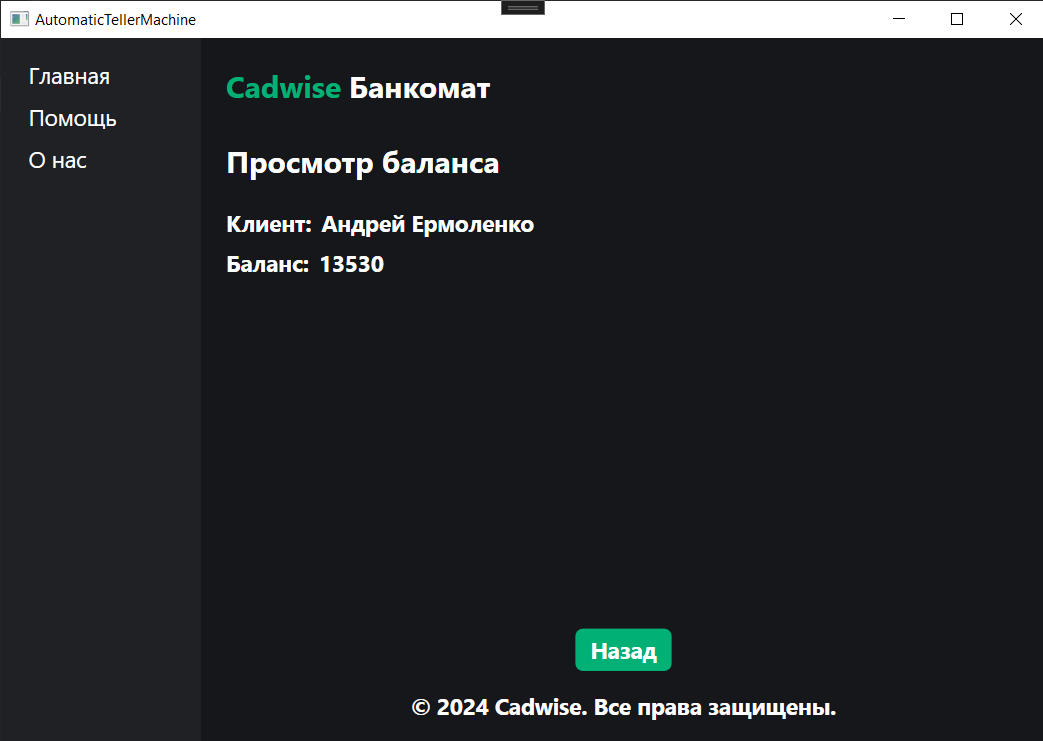 AutomaticTellerMachine
Главная
Помощь
О нас
Cadwise Банкомат
Просмотр баланса
Клиент: Андрей Ермоленко
Баланс: 13530
Назад
© 2024 Cadwise. Все права защищены.